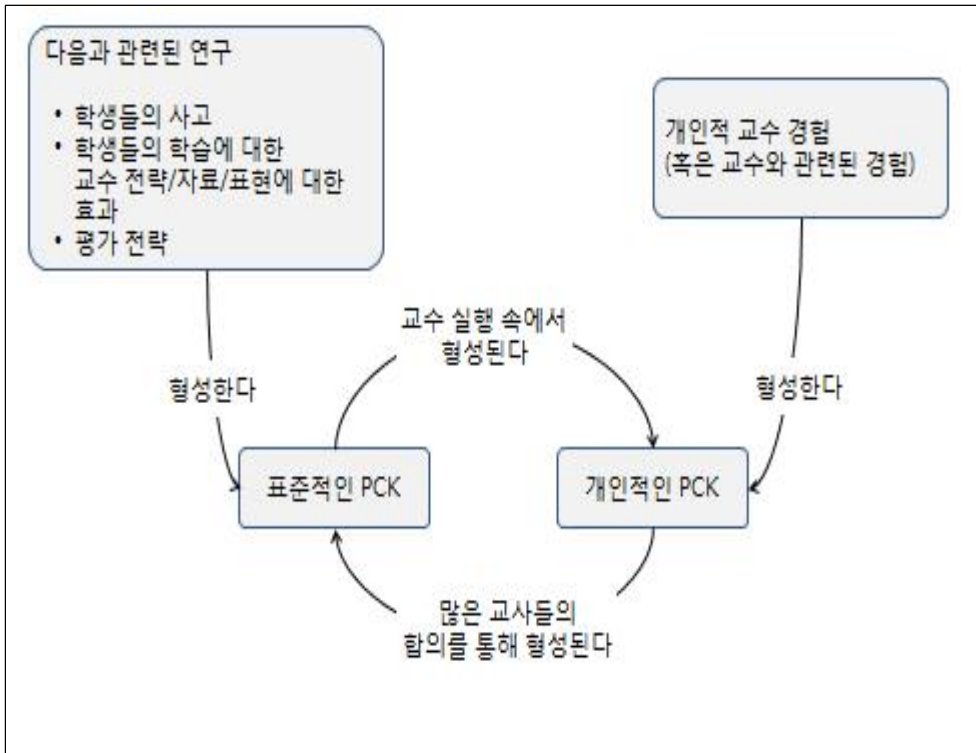 다음과 관련된 연구
• 학생들의 사고
• 학생들의 학습에 대한
교수 전략/자료/표현에 대한
효과
• 평가 전략
개인적 교수 경험
(혹은 교수와 관련된 경험)
교수 실행 속에서
형성된다
형성한다
형성한다
표준적인 PCK
개인적인 PCK
많은 교사들의
합의를 통해 형성된다